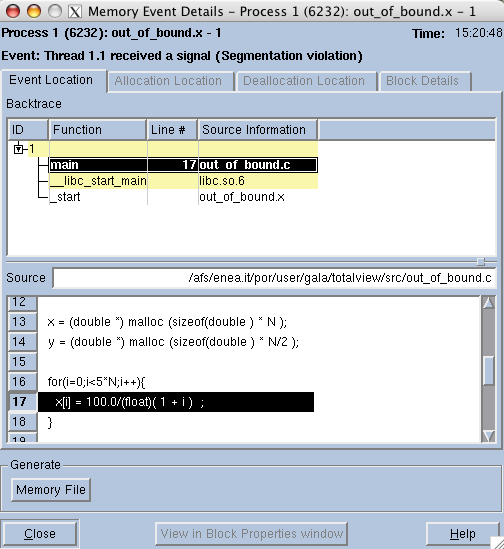 Memory Event Details - Process 1 (6232): out_of_bound.x - 1
Process 1 (6232): out_of_bound.x - 1 Time: 15:20:48
Event: Thread 1.1 received a signal (Segmentation violation)
Event Location Allocation Location Deallocation Location Block Details
Backtrace
ID Function Line # Source Information
1
main 17 out_of_bound.c
__libc_start_main libc.so.6
_start out_of_bound.x
Source /afs/enea.it/por/user/gala/totalview/src/out_of_bound.c
12
13 x = (double *) malloc (sizeof(double ) * N );
14 y = (double *) malloc (sizeof(double ) * N/2 );
15
16 for(i=0;i<5*N;i++){
17 x[i] = 100.0/(float)( 1 + i ) ;
18 }
19
Generate
Memory File
Close View in Block Properties window Help